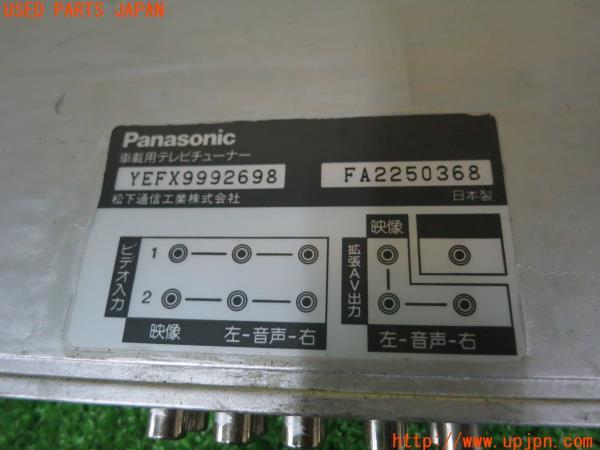 USED PARTS JAPAN
Panasonic
車載用テレビチューナー
YEFX9992698 FA2250368
松下通信工業株式会社 日本製
ビデオ入力
1
2
映像 左-音声-右
拡張AV出力
映像
左-音声-右
http://www.upjpn.com/